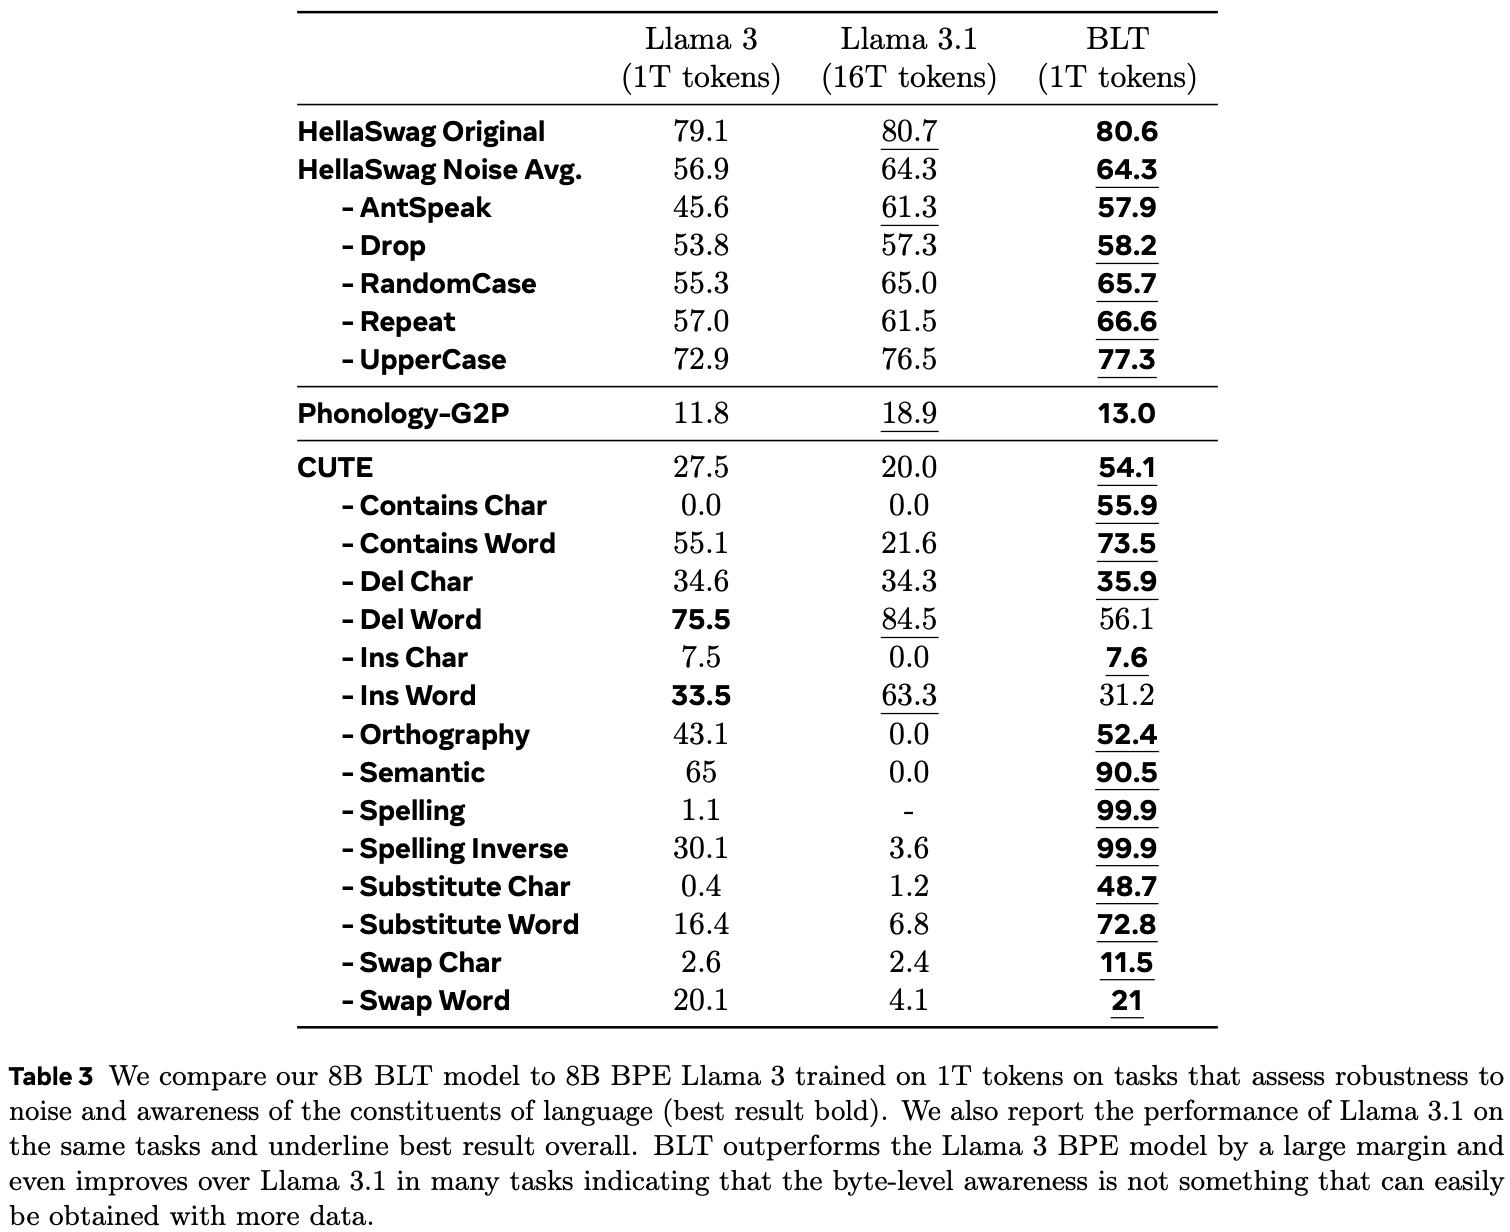 Llama 3 Llama 3.1 BLT
(1T tokens) (16T tokens) (1T tokens)
HellaSwag Original 79.1 80.7 80.6
HellaSwag Noise Avg. 56.9 64.3 64.3
- AntSpeak 45.6 61.3 57.9
- Drop 53.8 57.3 58.2
- RandomCase 55.3 65.0 65.7
- Repeat 57.0 61.5 66.6
- UpperCase 72.9 76.5 77.3
Phonology-G2P 11.8 18.9 13.0
CUTE 27.5 20.0 54.1
- Contains Char 0.0 0.0 55.9
- Contains Word 55.1 21.6 73.5
- Del Char 34.6 34.3 35.9
- Del Word 75.5 84.5 56.1
- Ins Char 7.5 0.0 7.6
- Ins Word 33.5 63.3 31.2
- Orthography 43.1 0.0 52.4
- Semantic 65 0.0 90.5
- Spelling 1.1 - 99.9
- Spelling Inverse 30.1 3.6 99.9
- Substitute Char 0.4 1.2 48.7
- Substitute Word 16.4 6.8 72.8
- Swap Char 2.6 2.4 11.5
- Swap Word 20.1 4.1 21
Table 3 We compare our 8B BLT model to 8B BPE Llama 3 trained on 1T tokens on tasks that assess robustness to
noise and awareness of the constituents of language (best result bold). We also report the performance of Llama 3.1 on
the same tasks and underline best result overall. BLT outperforms the Llama 3 BPE model by a large margin and
even improves over Llama 3.1 in many tasks indicating that the byte-level awareness is not something that can easily
be obtained with more data.